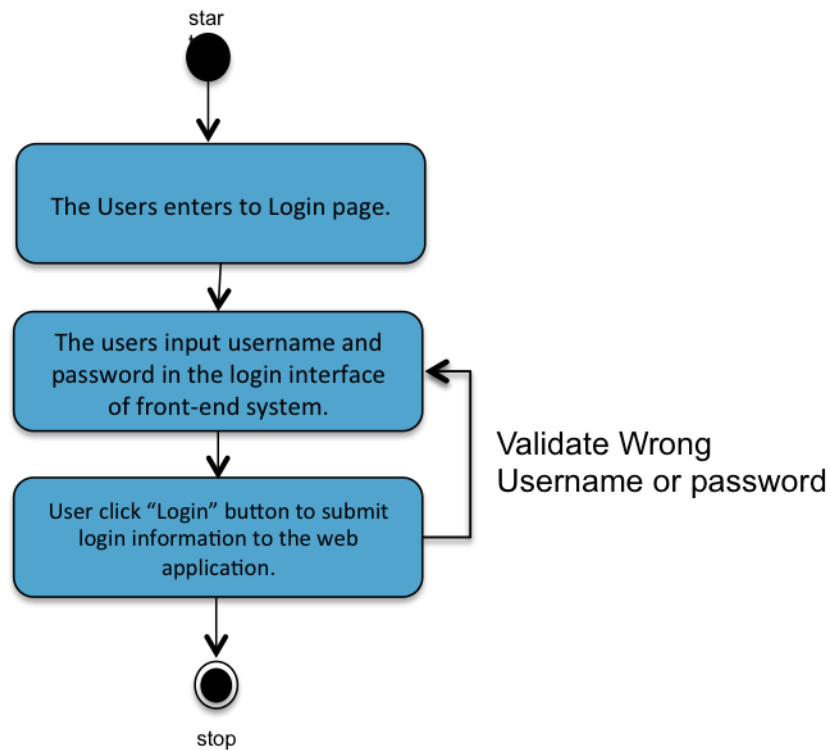 star
t
The Users enters to Login page.
The users input username and
password in the login interface
of front-end system.
Validate Wrong
Username or password
User click “Login” button to submit
login information to the web
application.
stop